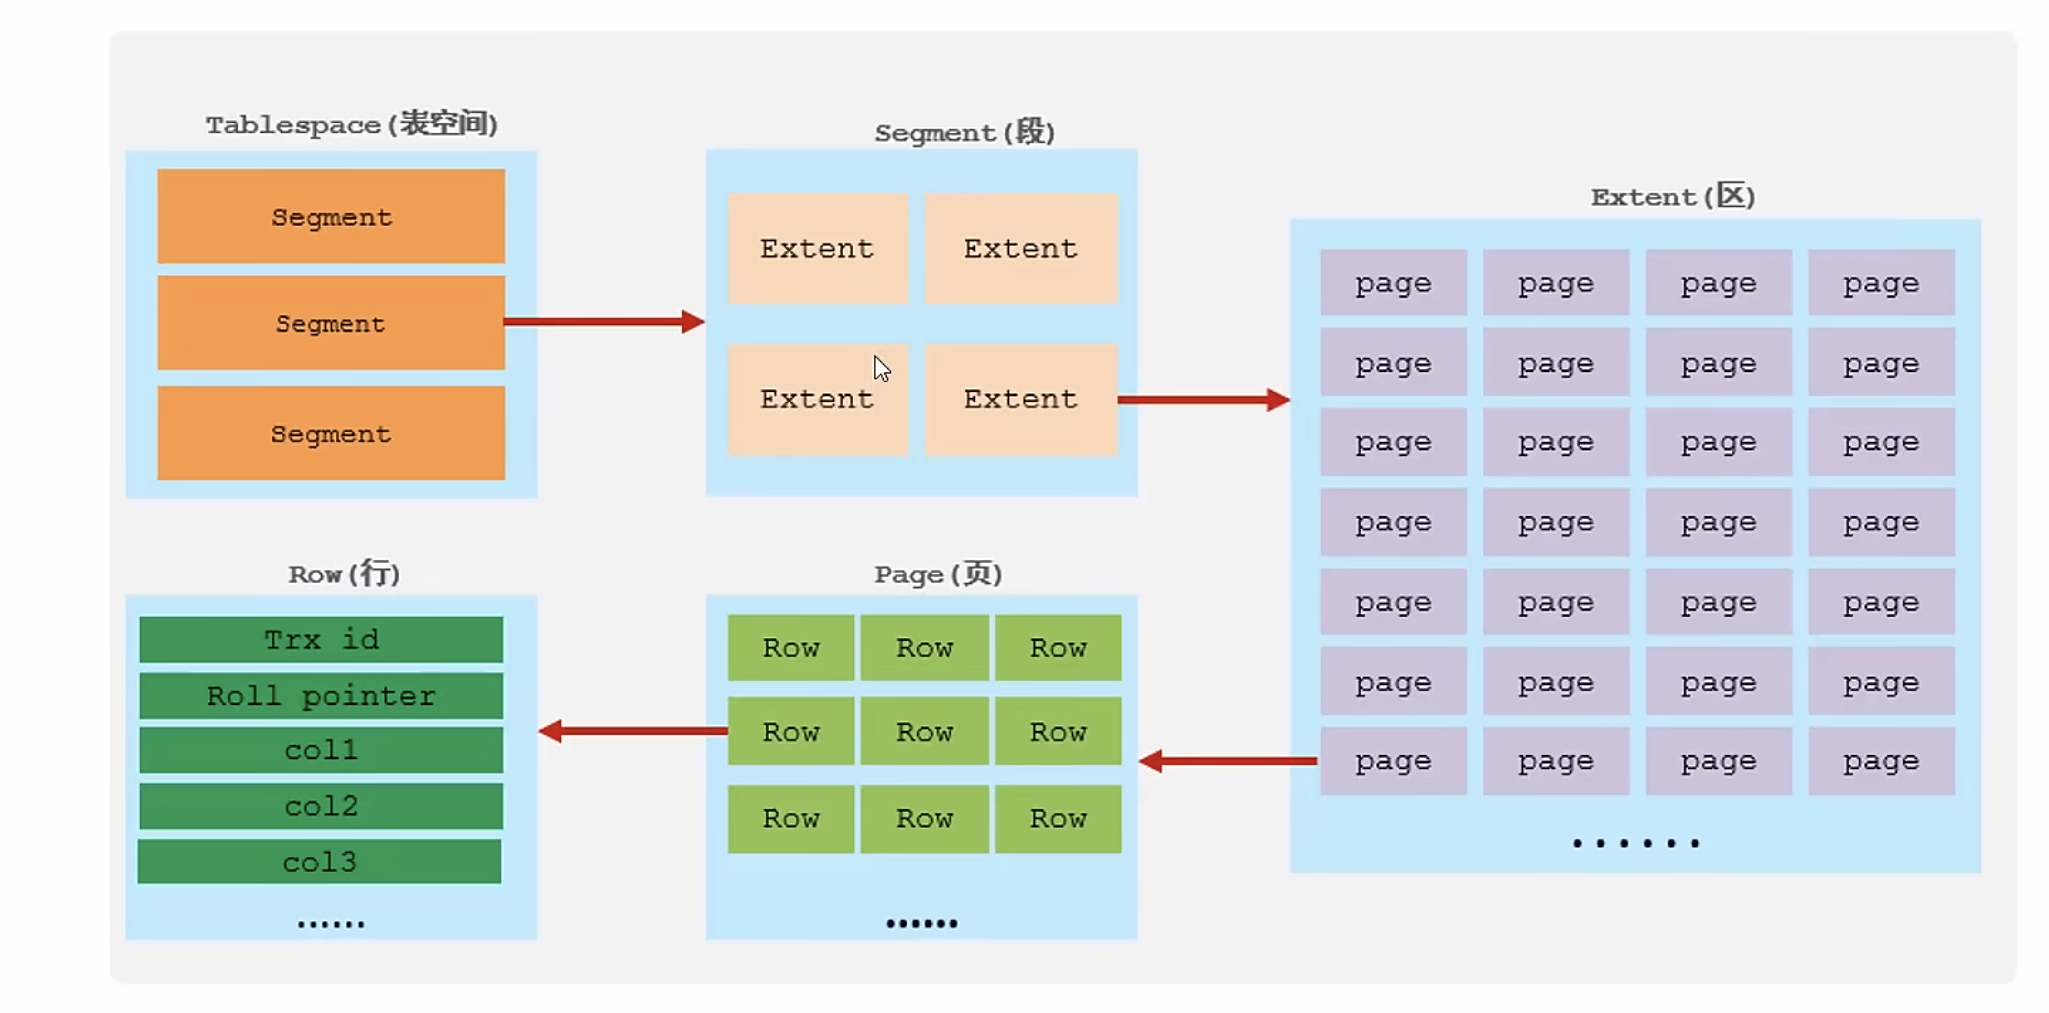 Tablespace(表空间)
Segment
Segment
Segment
Segment(段)
Extent Extent
Extent Extent
Extent(区)
page page page page
page page page page
page page page page
page page page page
page page page page
page page page page
page page page page
......
Page(页)
Row Row Row
Row Row Row
Row Row Row
......
Row(行)
Trx id
Roll pointer
col1
col2
col3
......